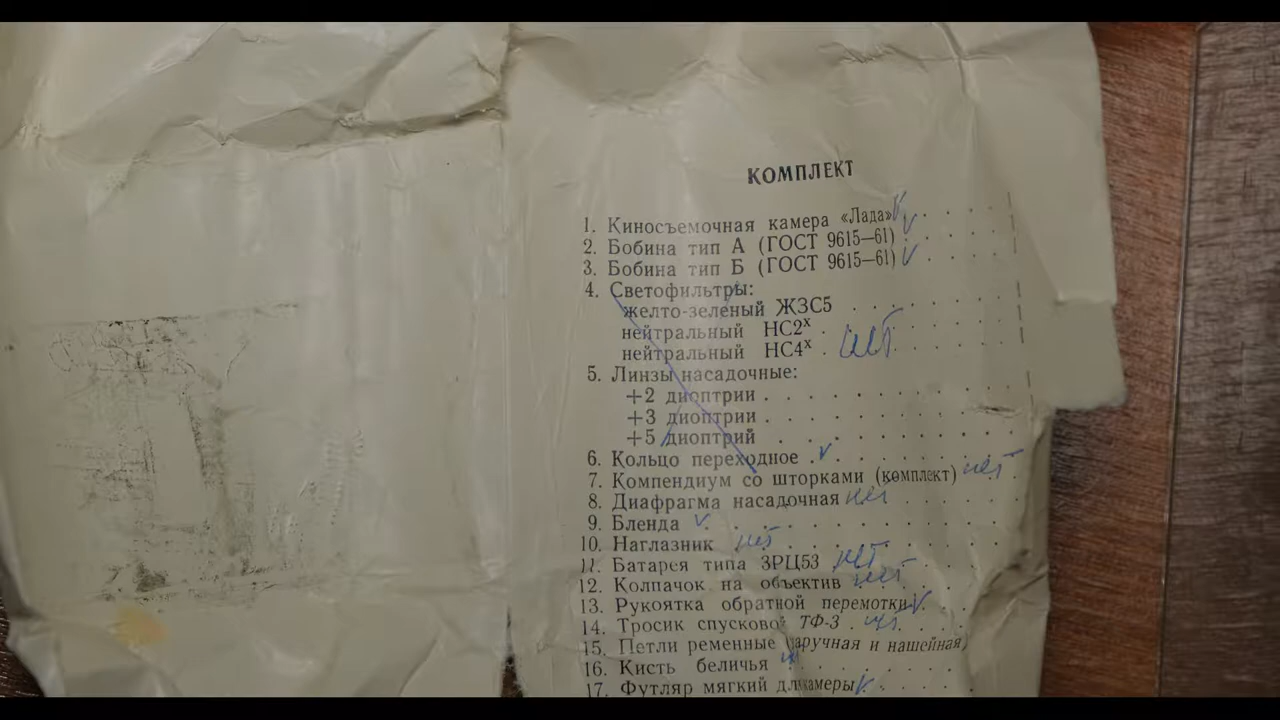 КОМПЛЕКТ
1. Киносъемочная камера «Лада» V . . . .
2. Бобина тип А (ГОСТ 9615—61) V . . . .
3. Бобина тип Б (ГОСТ 9615—61) V . . . .
4. Светофильтры:
желто-зеленый ЖЗС5 . . . . . . .
нейтральный НС2х . . . . . . .
нейтральный НС4х . нет . . . . .
5. Линзы насадочные:
+2 диоптрии . . . . . . . . . .
+3 диоптрии . . . . . . . . . .
+5 диоптрий . . . . . . . . . .
6. Кольцо переходное . V . . . . . . .
7. Компендиум со шторками (комплект) нет
8. Диафрагма насадочная нет . . . . .
9. Бленда V . . . . . . . . . .
10. Наглазник нет . . . . . . . .
11. Батарея типа 3РЦ53 нет . . . . .
12. Колпачок на объектив нет . . . .
13. Рукоятка обратной перемотки V . .
14. Тросик спусковой ТФ-3 . нет . . .
15. Петли ременные (наручная и нашейная)
16. Кисть беличья . . . . . . . .
17. Футляр мягкий для камеры V . . . . .